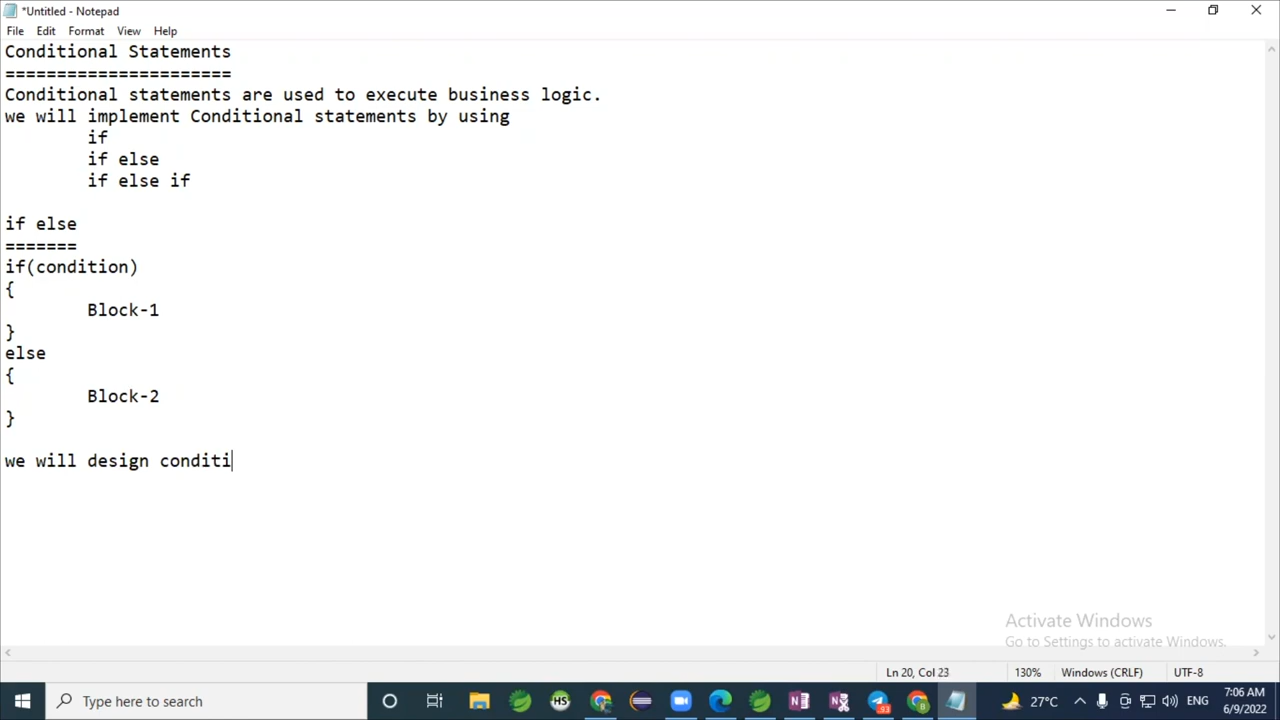 *Untitled - Notepad
File Edit Format View Help
Conditional Statements
======================
Conditional statements are used to execute business logic.
we will implement Conditional statements by using
if
if else
if else if
if else
=======
if(condition)
{
Block-1
}
else
{
Block-2
}
we will design conditi
Activate Windows
Go to Settings to activate Windows.
Ln 20, Col 23 130% Windows (CRLF) UTF-8
Type here to search
HS
93
B
27°C
ENG
7:06 AM
6/9/2022